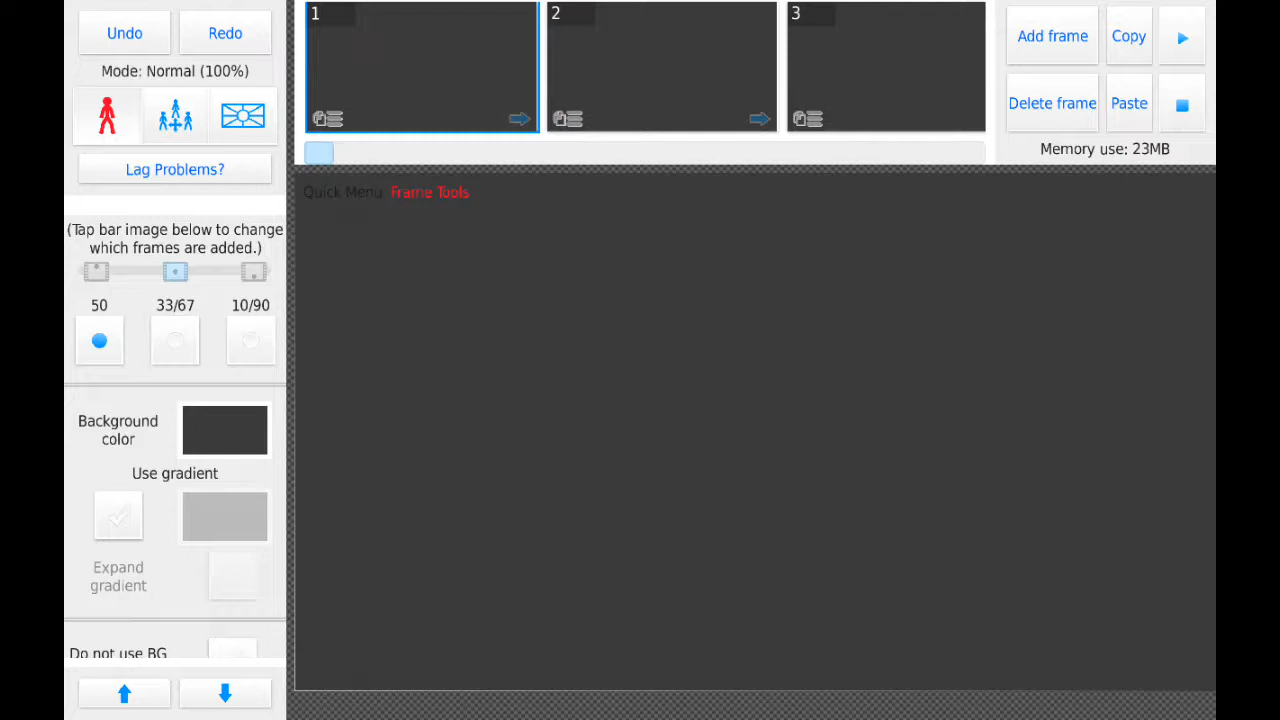 Undo
Redo
Mode: Normal (100%)
Lag Problems?
1
2
3
Add frame
Copy
Delete frame
Paste
Memory use: 23MB
Quick Menu
Frame Tools
(Tap bar image below to change
which frames are added.)
50
33/67
10/90
Background
color
Use gradient
Expand
gradient
Do not use BG